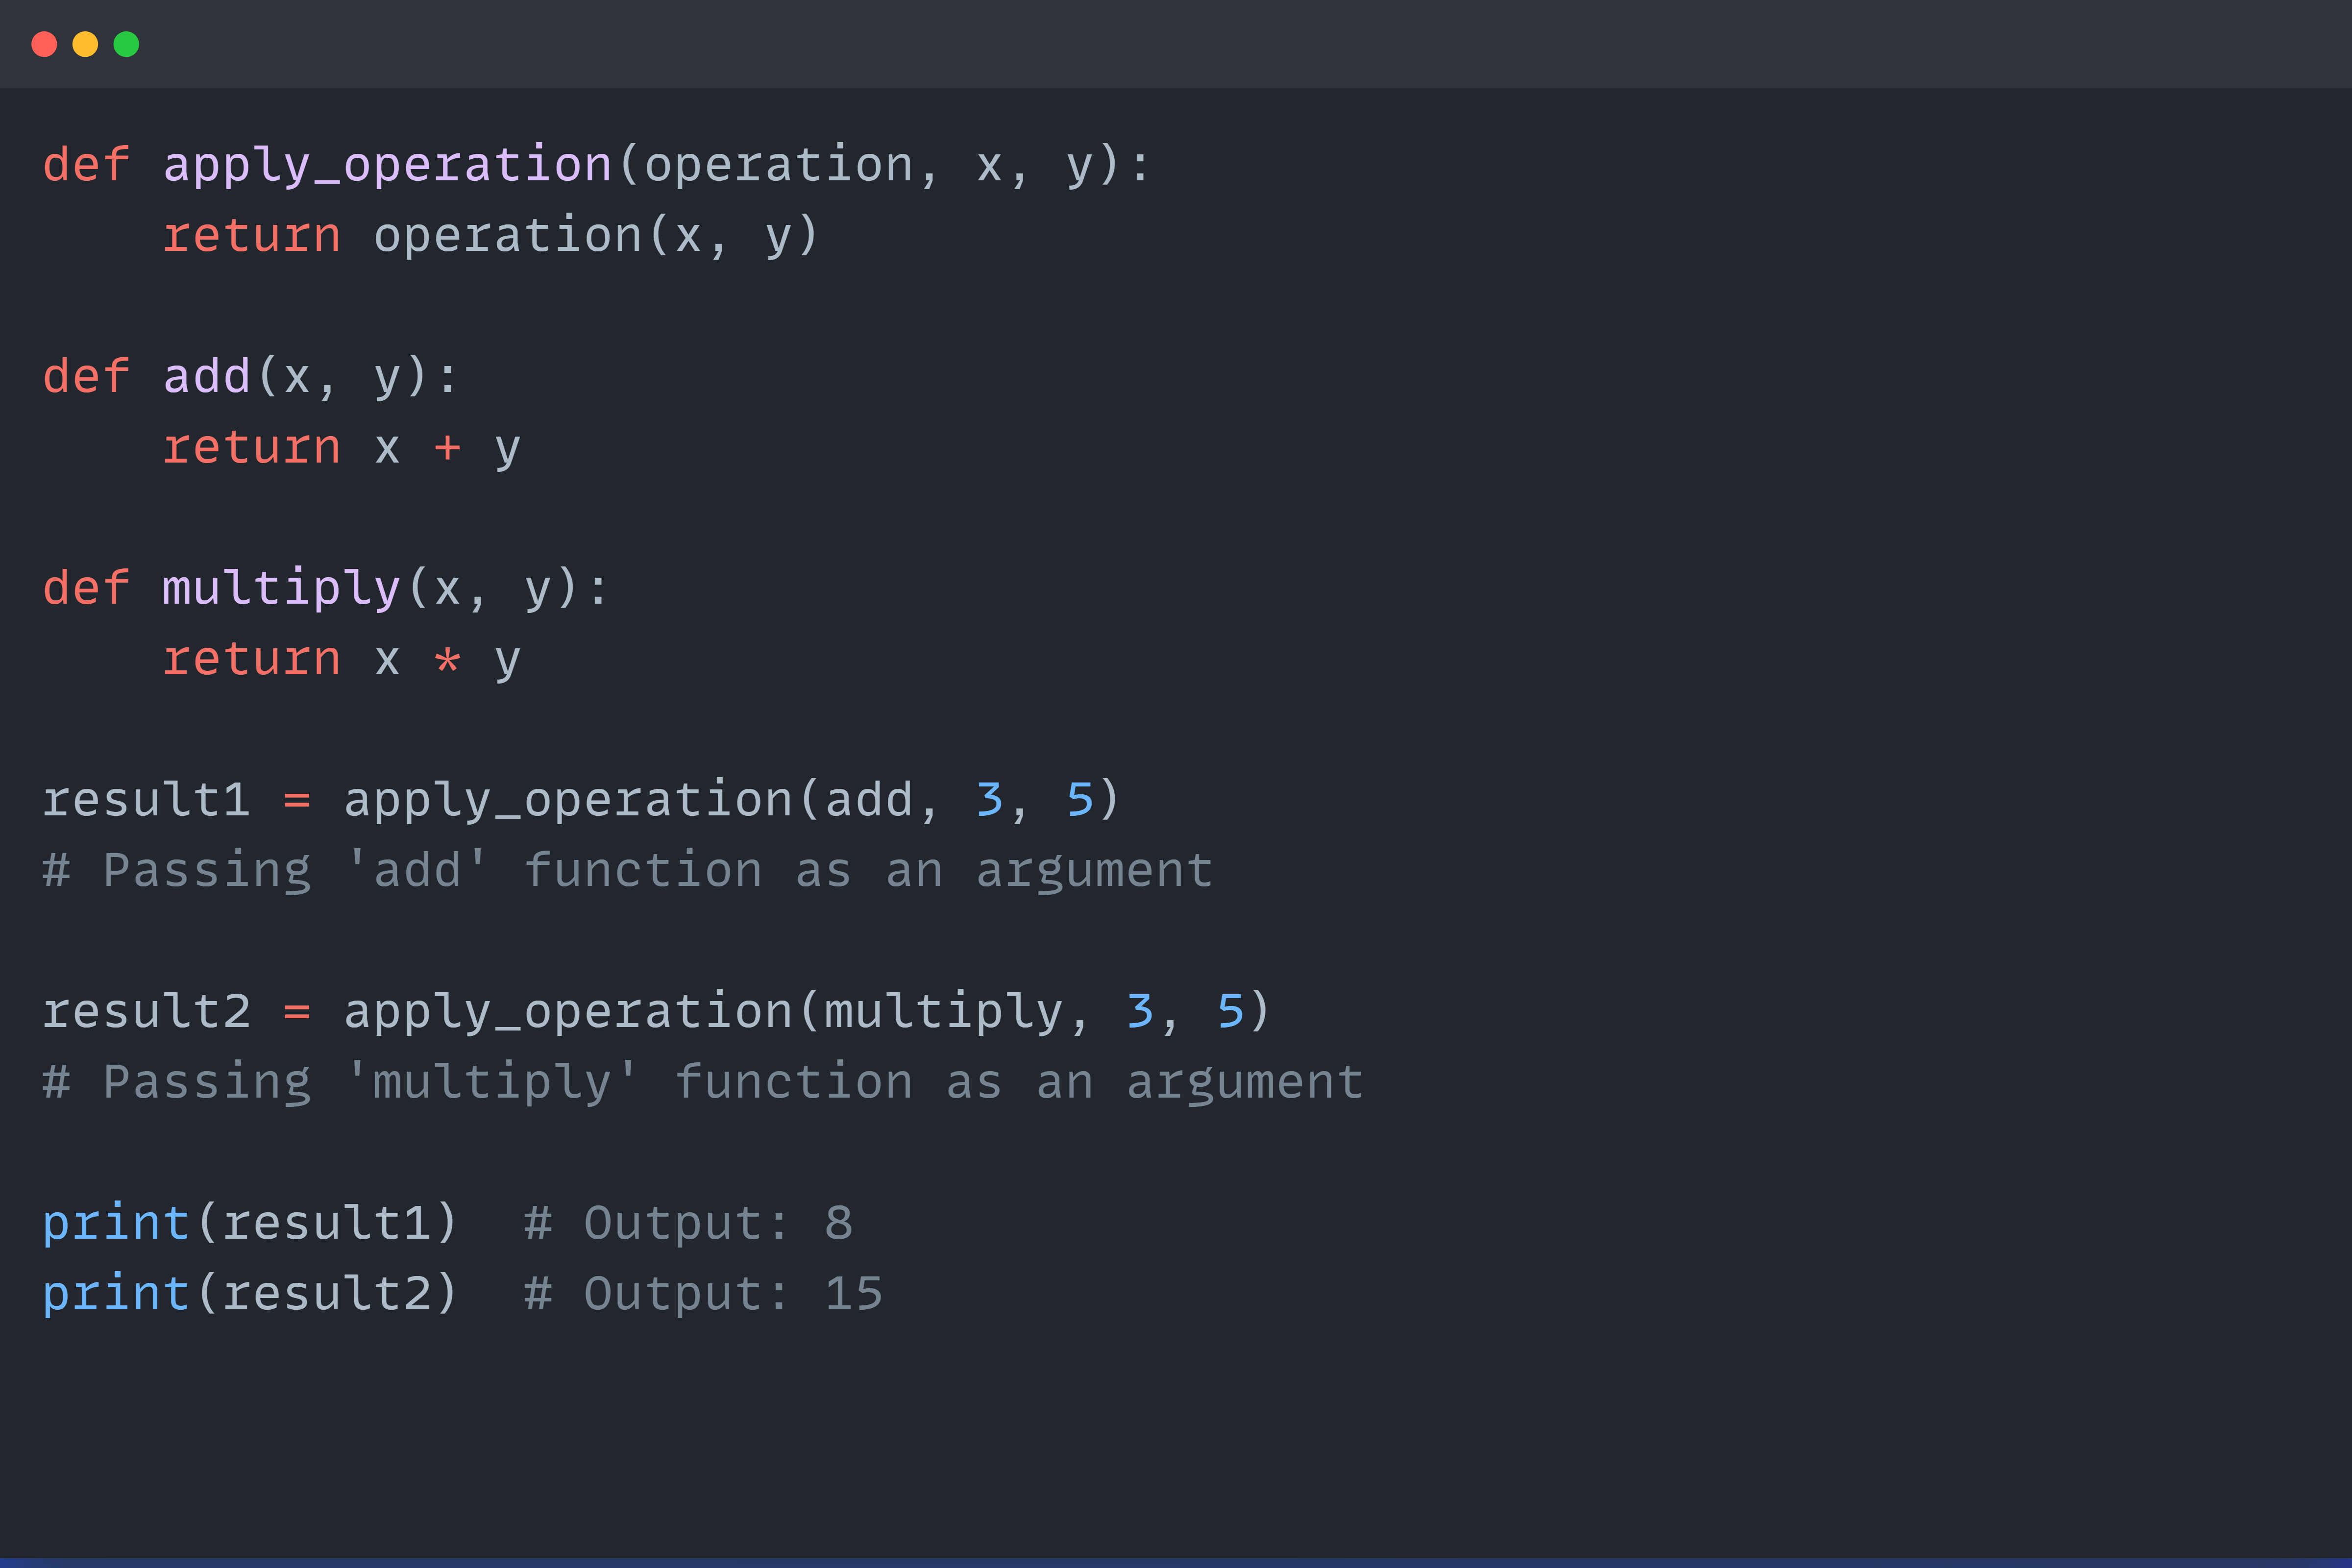 def apply_operation(operation, x, y):
    return operation(x, y)

def add(x, y):
    return x + y

def multiply(x, y):
    return x * y

result1 = apply_operation(add, 3, 5)
# Passing 'add' function as an argument

result2 = apply_operation(multiply, 3, 5)
# Passing 'multiply' function as an argument

print(result1)  # Output: 8
print(result2)  # Output: 15